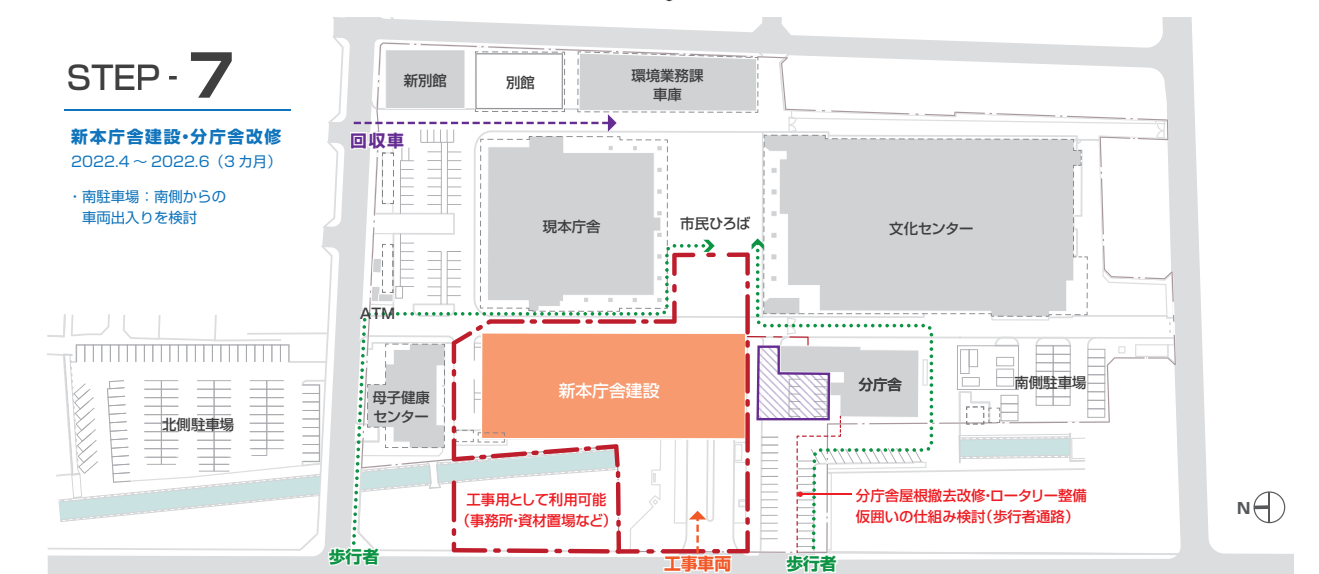 STEP - 7
新本庁舎建設・分庁舎改修
2022.4～2022.6（3カ月）
・南駐車場：南側からの
車両出入りを検討
新別館
別館
環境業務課
車庫
回収車
現本庁舎
市民ひろば
文化センター
ATM
母子健康
センター
新本庁舎建設
分庁舎
南側駐車場
北側駐車場
工事用として利用可能
（事務所・資材置場など）
分庁舎屋根撤去改修・ロータリー整備
仮囲いの仕組み検討（歩行者通路）
N
歩行者
工事車両
歩行者